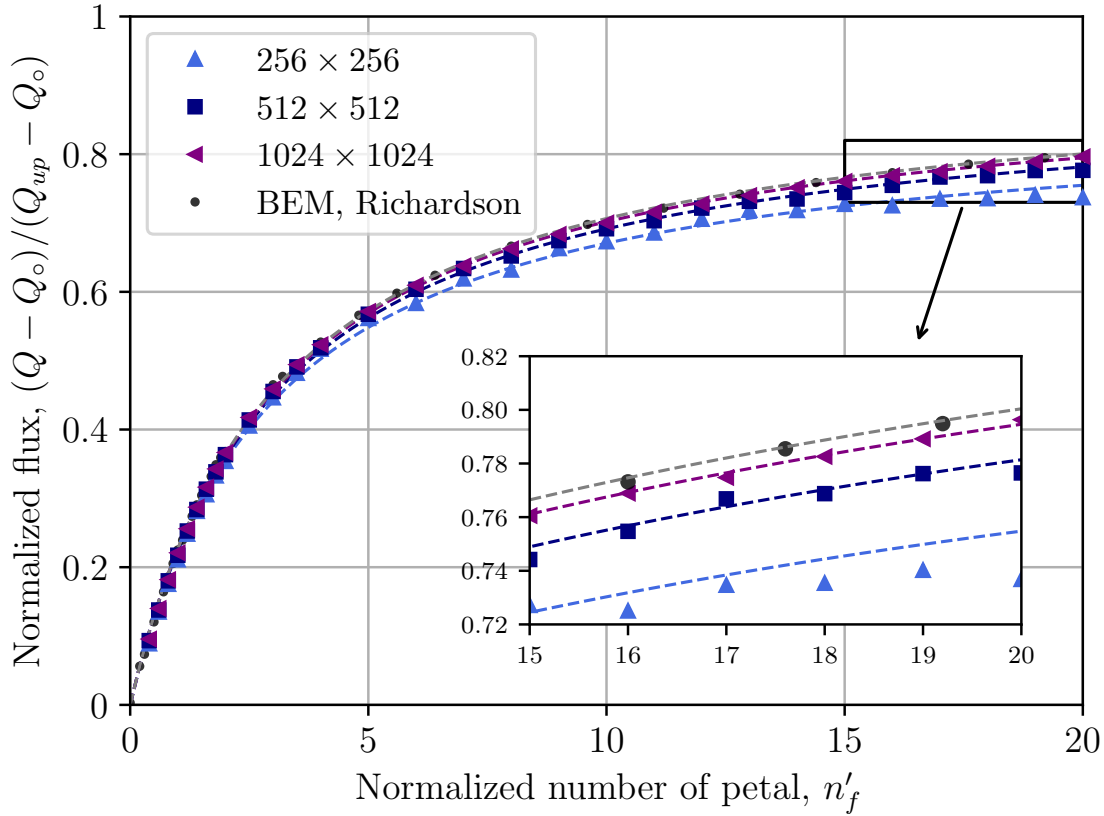 1
0.8
0.6
0.4
0.2
0
Normalized flux, (Q − Q∘)/(Q_up − Q∘)
256 × 256
512 × 512
1024 × 1024
BEM, Richardson
0.82
0.80
0.78
0.76
0.74
0.72
15 16 17 18 19 20
0 5 10 15 20
Normalized number of petal, n′_f